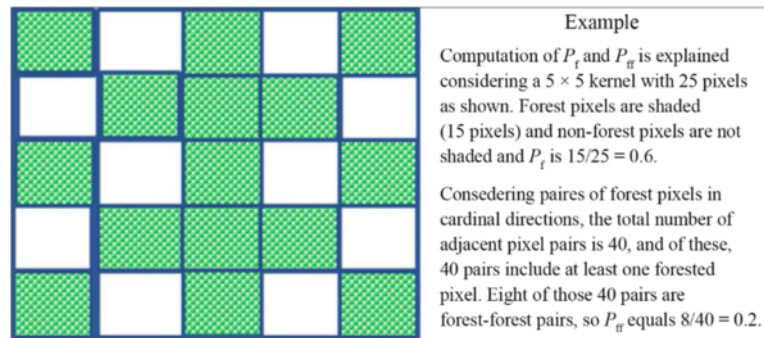 Example
Computation of Pf and Pff is explained
considering a 5 × 5 kernel with 25 pixels
as shown. Forest pixels are shaded
(15 pixels) and non-forest pixels are not
shaded and Pf is 15/25 = 0.6.
Consedering paires of forest pixels in
cardinal directions, the total number of
adjacent pixel pairs is 40, and of these,
40 pairs include at least one forested
pixel. Eight of those 40 pairs are
forest-forest pairs, so Pff equals 8/40 = 0.2.